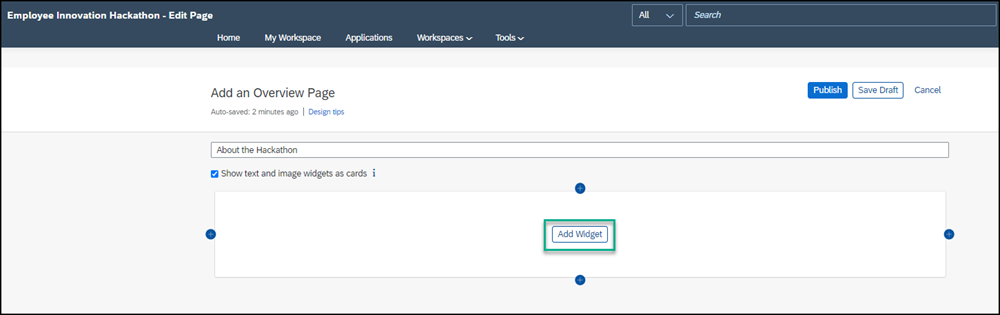 Employee Innovation Hackathon - Edit Page
All
Search
Home My Workspace Applications Workspaces Tools
Add an Overview Page
Publish Save Draft Cancel
Auto-saved: 2 minutes ago | Design tips
About the Hackathon
Show text and image widgets as cards i
Add Widget